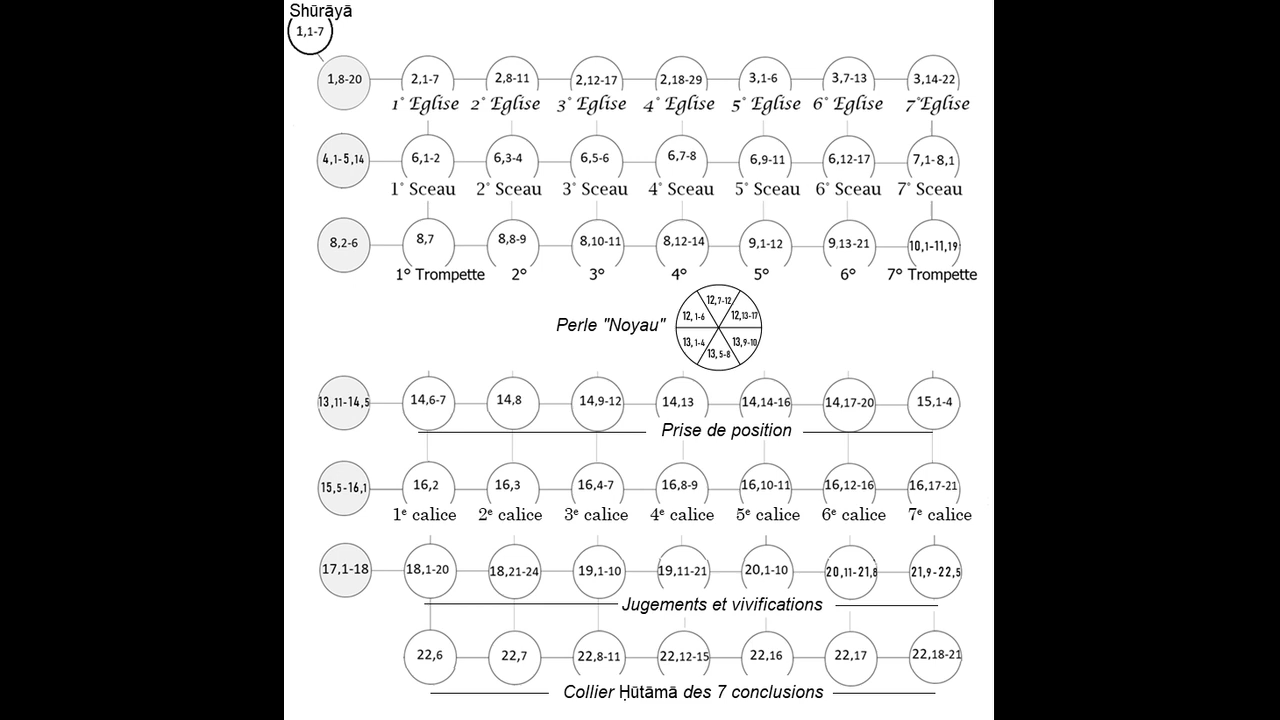 Shūrāyā
1,1-7
1,8-20 2,1-7 2,8-11 2,12-17 2,18-29 3,1-6 3,7-13 3,14-22
1° Eglise 2° Eglise 3° Eglise 4° Eglise 5° Eglise 6° Eglise 7°Eglise
4,1-5,14 6,1-2 6,3-4 6,5-6 6,7-8 6,9-11 6,12-17 7,1-8,1
1° Sceau 2° Sceau 3° Sceau 4° Sceau 5° Sceau 6° Sceau 7° Sceau
8,2-6 8,7 8,8-9 8,10-11 8,12-14 9,1-12 9,13-21 10,1-11,19
1° Trompette 2° 3° 4° 5° 6° 7° Trompette
12,7-12
12,1-6 12,13-17
Perle "Noyau"
13,1-4 13,9-10
13,5-8
13,11-14,5 14,6-7 14,8 14,9-12 14,13 14,14-16 14,17-20 15,1-4
Prise de position
15,5-16,1 16,2 16,3 16,4-7 16,8-9 16,10-11 16,12-16 16,17-21
1e calice 2e calice 3e calice 4e calice 5e calice 6e calice 7e calice
17,1-18 18,1-20 18,21-24 19,1-10 19,11-21 20,1-10 20,11-21,8 21,9-22,5
Jugements et vivifications
22,6 22,7 22,8-11 22,12-15 22,16 22,17 22,18-21
Collier Ḥūtāmā des 7 conclusions